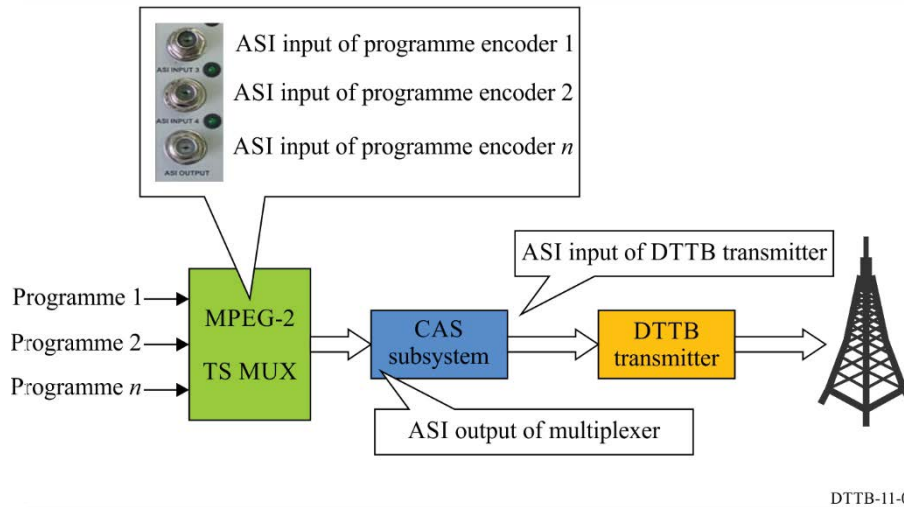 ASI input of programme encoder 1
ASI INPUT 3
ASI input of programme encoder 2
ASI INPUT 4
ASI input of programme encoder n
ASI OUTPUT
ASI input of DTTB transmitter
Programme 1
Programme 2
Programme n
MPEG-2
TS MUX
CAS
subsystem
DTTB
transmitter
ASI output of multiplexer
DTTB-11-0